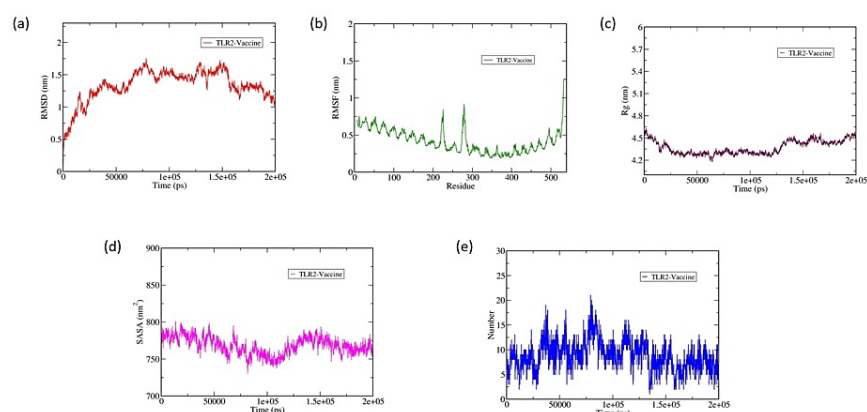 (a)
2
1.5
1
0.5
0
RMSD (nm)
TLR2-Vaccine
0
50000
1e+05
1.5e+05
2e+05
Time (ps)
(b)
2
1.5
1
0.5
0
RMSF (nm)
TLR2-Vaccine
0
100
200
300
400
500
Residue
(c)
6
5.7
5.4
5.1
4.8
4.5
4.2
Rg (nm)
TLR2-Vaccine
0
50000
1e+05
1.5e+05
2e+05
Time (ps)
(d)
900
850
800
750
700
SASA (nm²)
TLR2-Vaccine
0
50000
1e+05
1.5e+05
2e+05
Time (ps)
(e)
30
25
20
15
10
5
0
Number
TLR2-Vaccine
0
50000
1e+05
1.5e+05
2e+05
Time (ps)